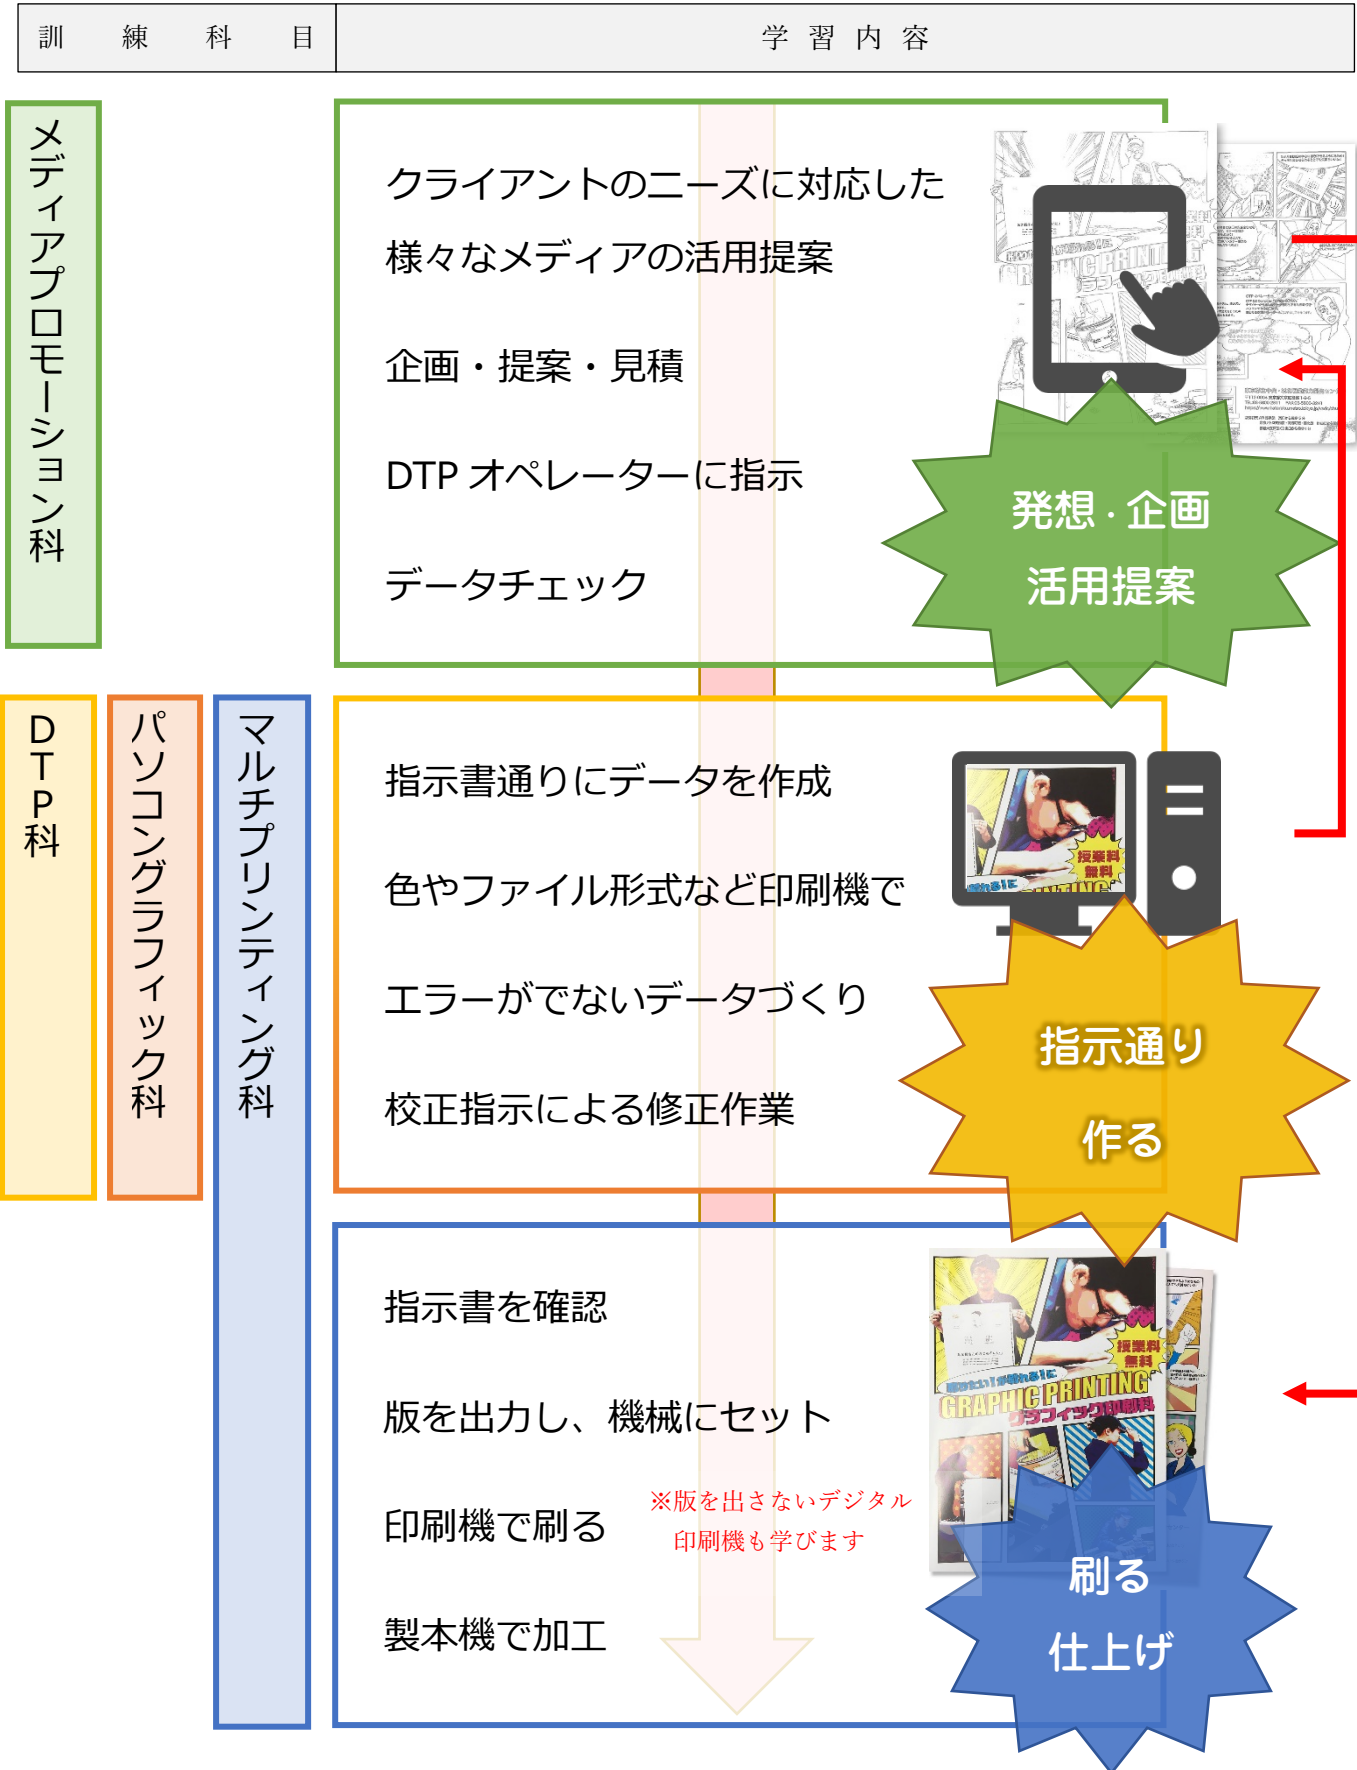 訓練科目
学習内容
メディアプロモーション科
クライアントのニーズに対応した
様々なメディアの活用提案
企画・提案・見積
DTP オペレーターに指示
データチェック
GRAPHIC PRINTING
発想・企画
活用提案
DTP科
パソコングラフィック科
マルチプリンティング科
指示書通りにデータを作成
色やファイル形式など印刷機で
エラーがでないデータづくり
校正指示による修正作業
授業料
無料
指示通り
作る
指示書を確認
版を出力し、機械にセット
印刷機で刷る
※版を出さないデジタル
印刷機も学びます
製本機で加工
授業料
無料
GRAPHIC PRINTING
グラフィック印刷科
刷る
仕上げ